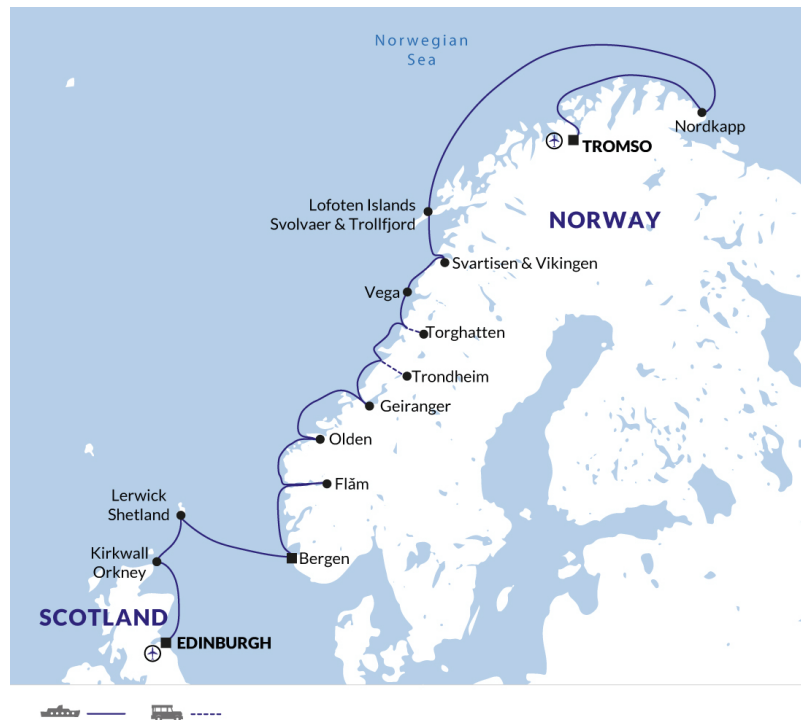 Norwegian
Sea
Nordkapp
TROMSO
Lofoten Islands
Svolvaer & Trollfjord
NORWAY
Svartisen & Vikingen
Vega
Torghatten
Trondheim
Geiranger
Olden
Flăm
Lerwick
Shetland
Bergen
Kirkwall
Orkney
SCOTLAND
EDINBURGH